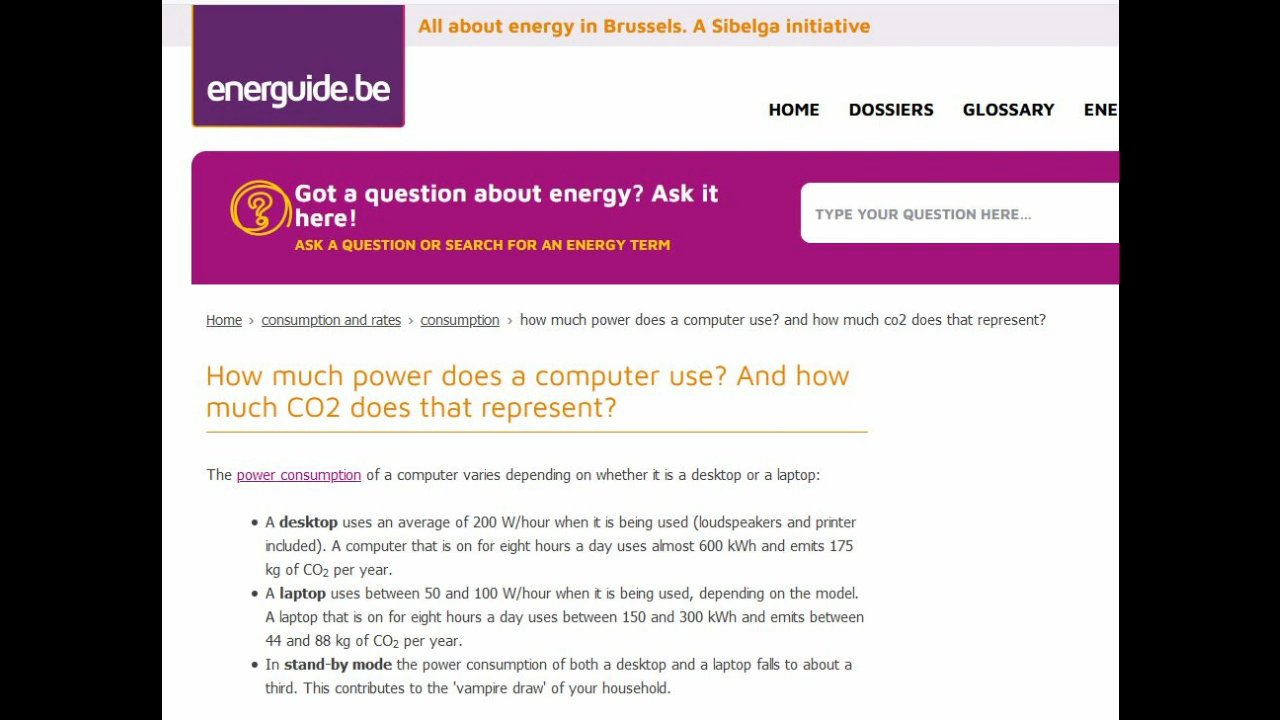 All about energy in Brussels. A Sibelga initiative
energuide.be
HOME DOSSIERS GLOSSARY ENE
Got a question about energy? Ask it
here!
ASK A QUESTION OR SEARCH FOR AN ENERGY TERM
TYPE YOUR QUESTION HERE...
Home › consumption and rates › consumption › how much power does a computer use? and how much co2 does that represent?
How much power does a computer use? And how
much CO2 does that represent?
The power consumption of a computer varies depending on whether it is a desktop or a laptop:
• A desktop uses an average of 200 W/hour when it is being used (loudspeakers and printer
included). A computer that is on for eight hours a day uses almost 600 kWh and emits 175
kg of CO2 per year.
• A laptop uses between 50 and 100 W/hour when it is being used, depending on the model.
A laptop that is on for eight hours a day uses between 150 and 300 kWh and emits between
44 and 88 kg of CO2 per year.
• In stand-by mode the power consumption of both a desktop and a laptop falls to about a
third. This contributes to the 'vampire draw' of your household.